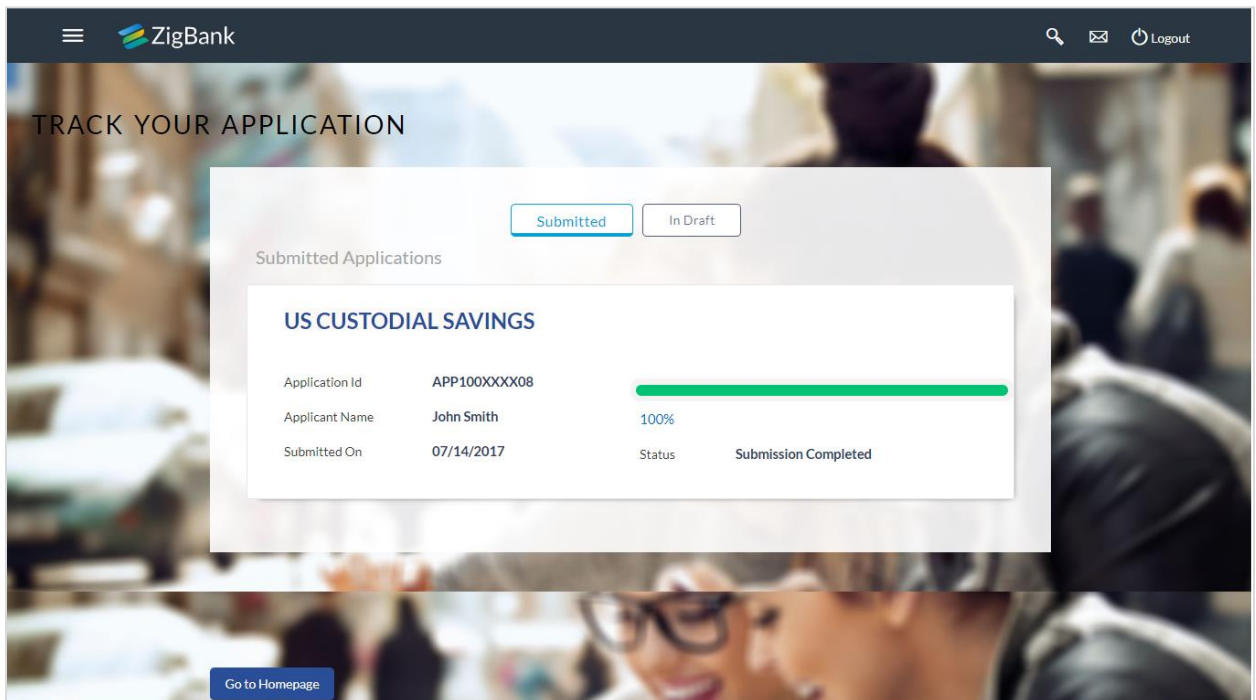 ZigBank
Logout
TRACK YOUR APPLICATION
Submitted
In Draft
Submitted Applications
US CUSTODIAL SAVINGS
Application Id APP100XXXX08
Applicant Name John Smith
100%
Submitted On 07/14/2017
Status Submission Completed
Go to Homepage